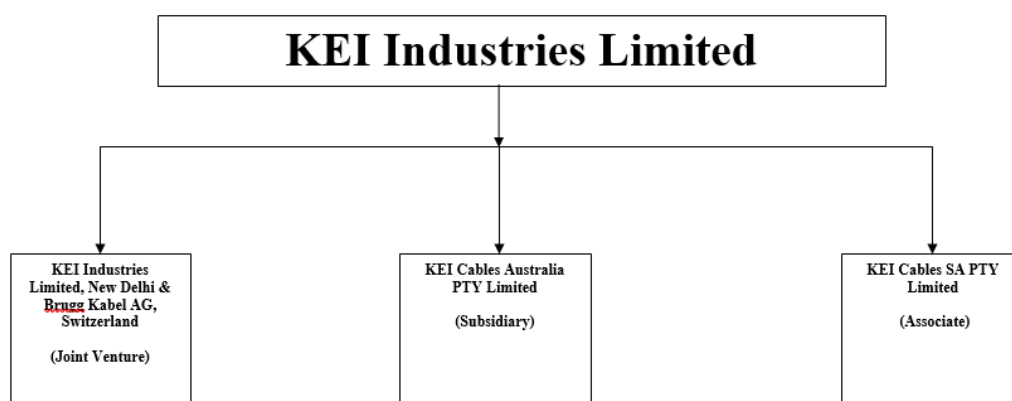 KEI Industries Limited
KEI Industries
Limited, New Delhi &
Brugg Kabel AG,
Switzerland
(Joint Venture)
KEI Cables Australia
PTY Limited
(Subsidiary)
KEI Cables SA PTY
Limited
(Associate)